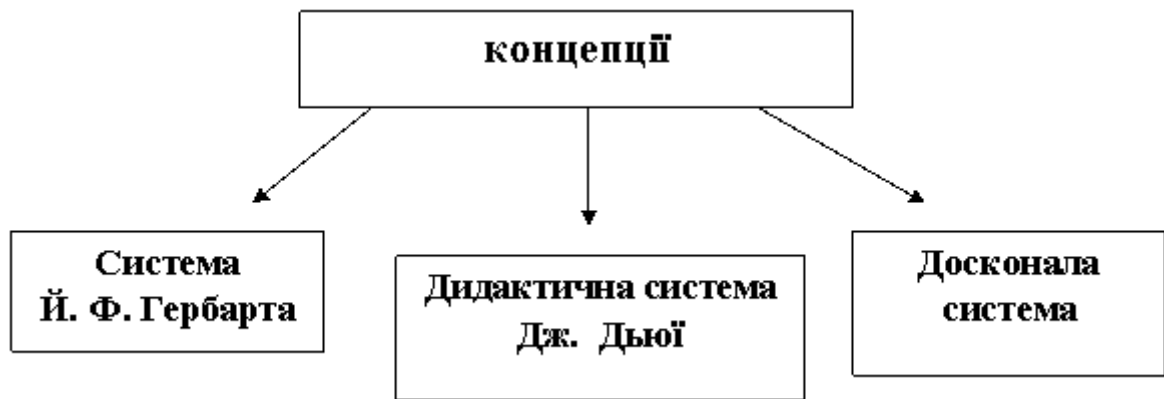 концепції
Система
Й. Ф. Гербарта
Дидактична система
Дж. Дьюї
Досконала
система